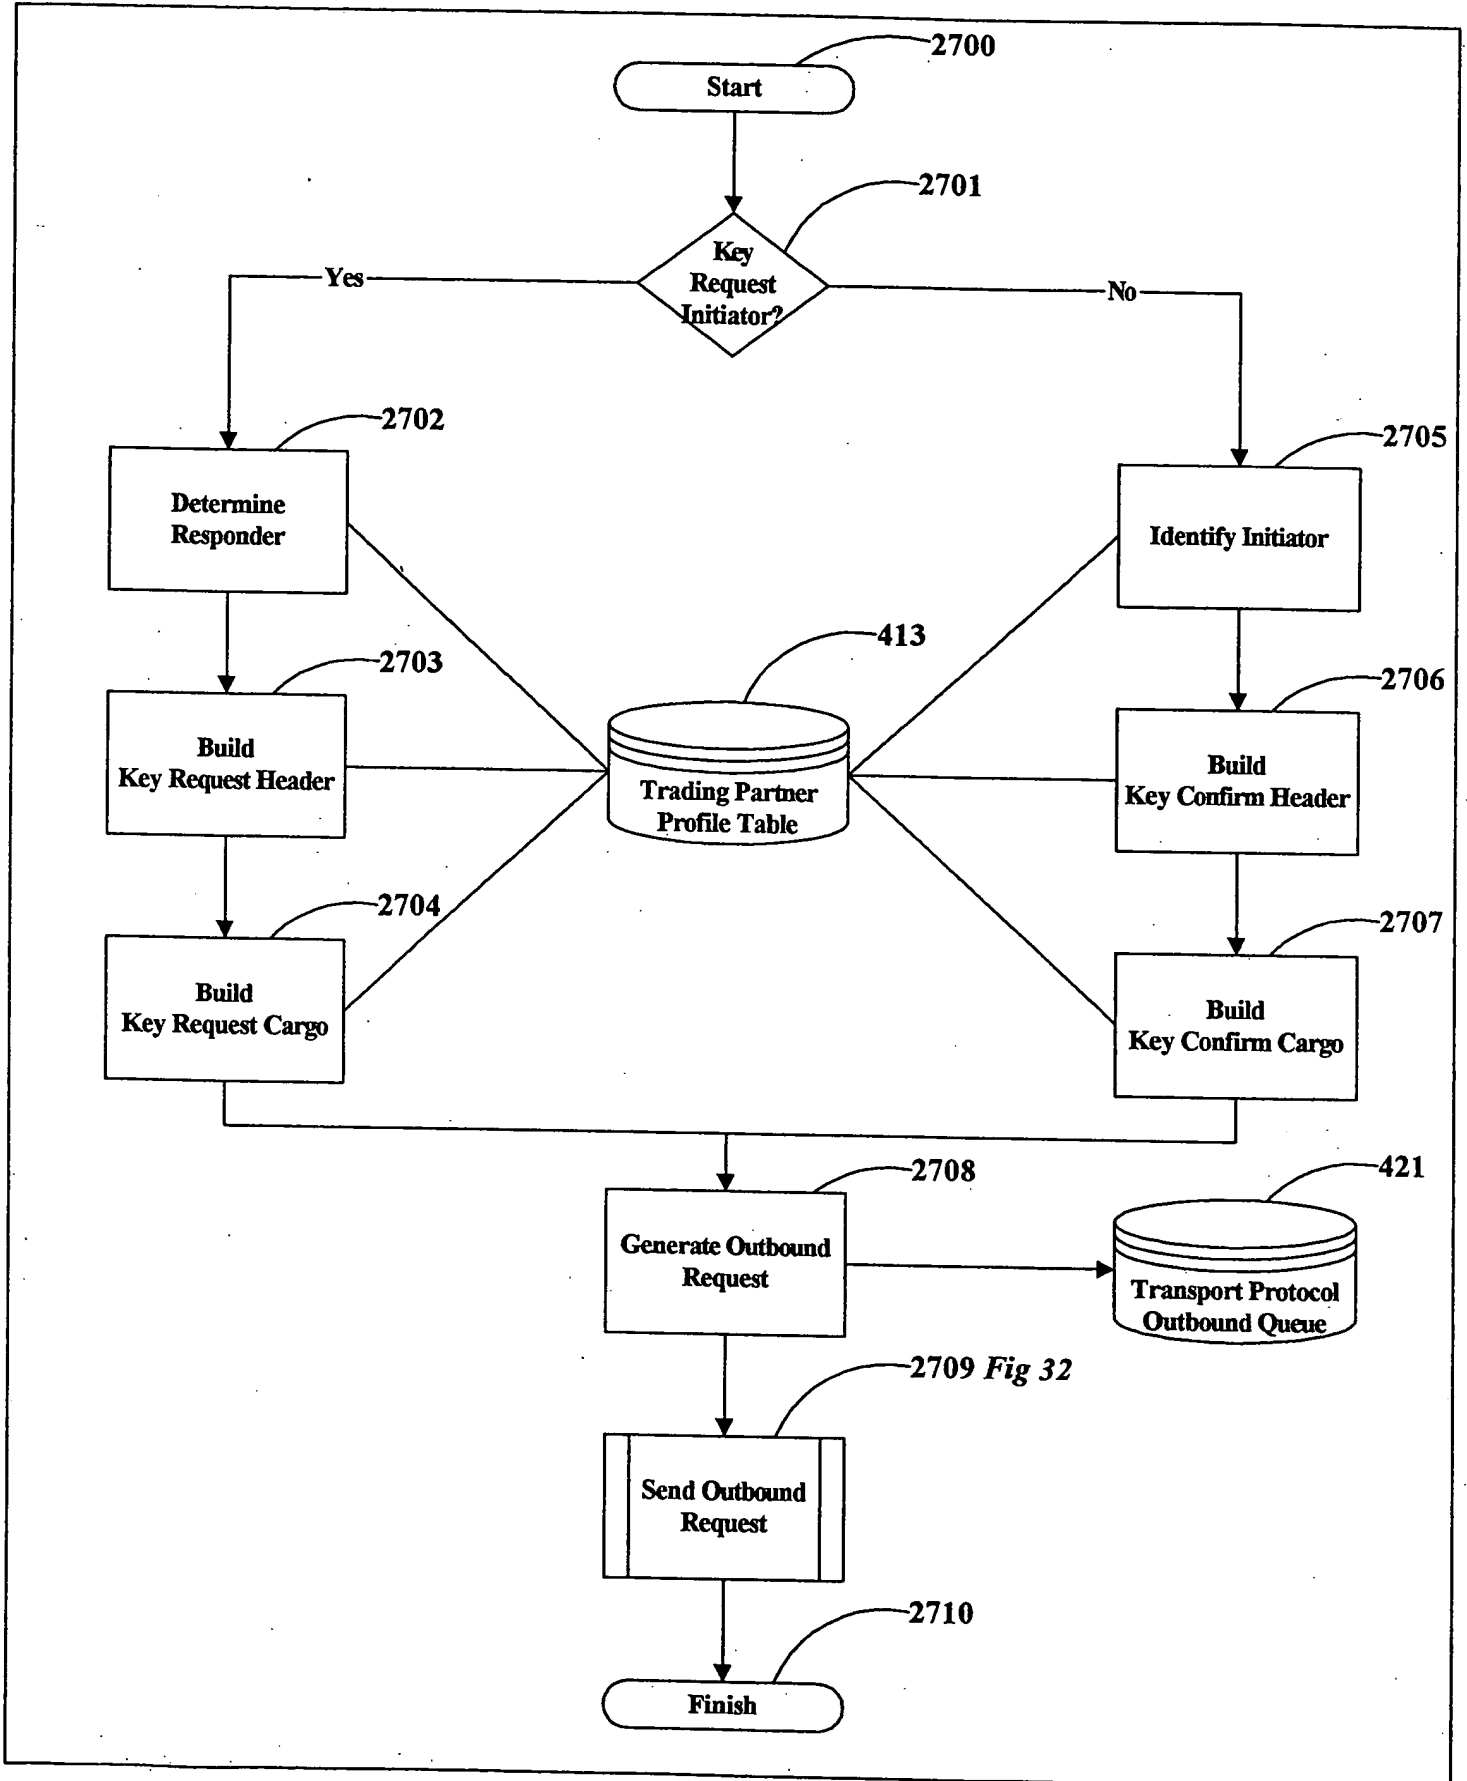 2700
Start
2701
Key
Request
Initiator?
Yes
No
2702
2705
Determine
Responder
Identify Initiator
413
2703
2706
Build
Key Request Header
Trading Partner
Profile Table
Build
Key Confirm Header
2704
2707
Build
Key Request Cargo
Build
Key Confirm Cargo
2708
421
Generate Outbound
Request
Transport Protocol
Outbound Queue
2709 Fig 32
Send Outbound
Request
2710
Finish